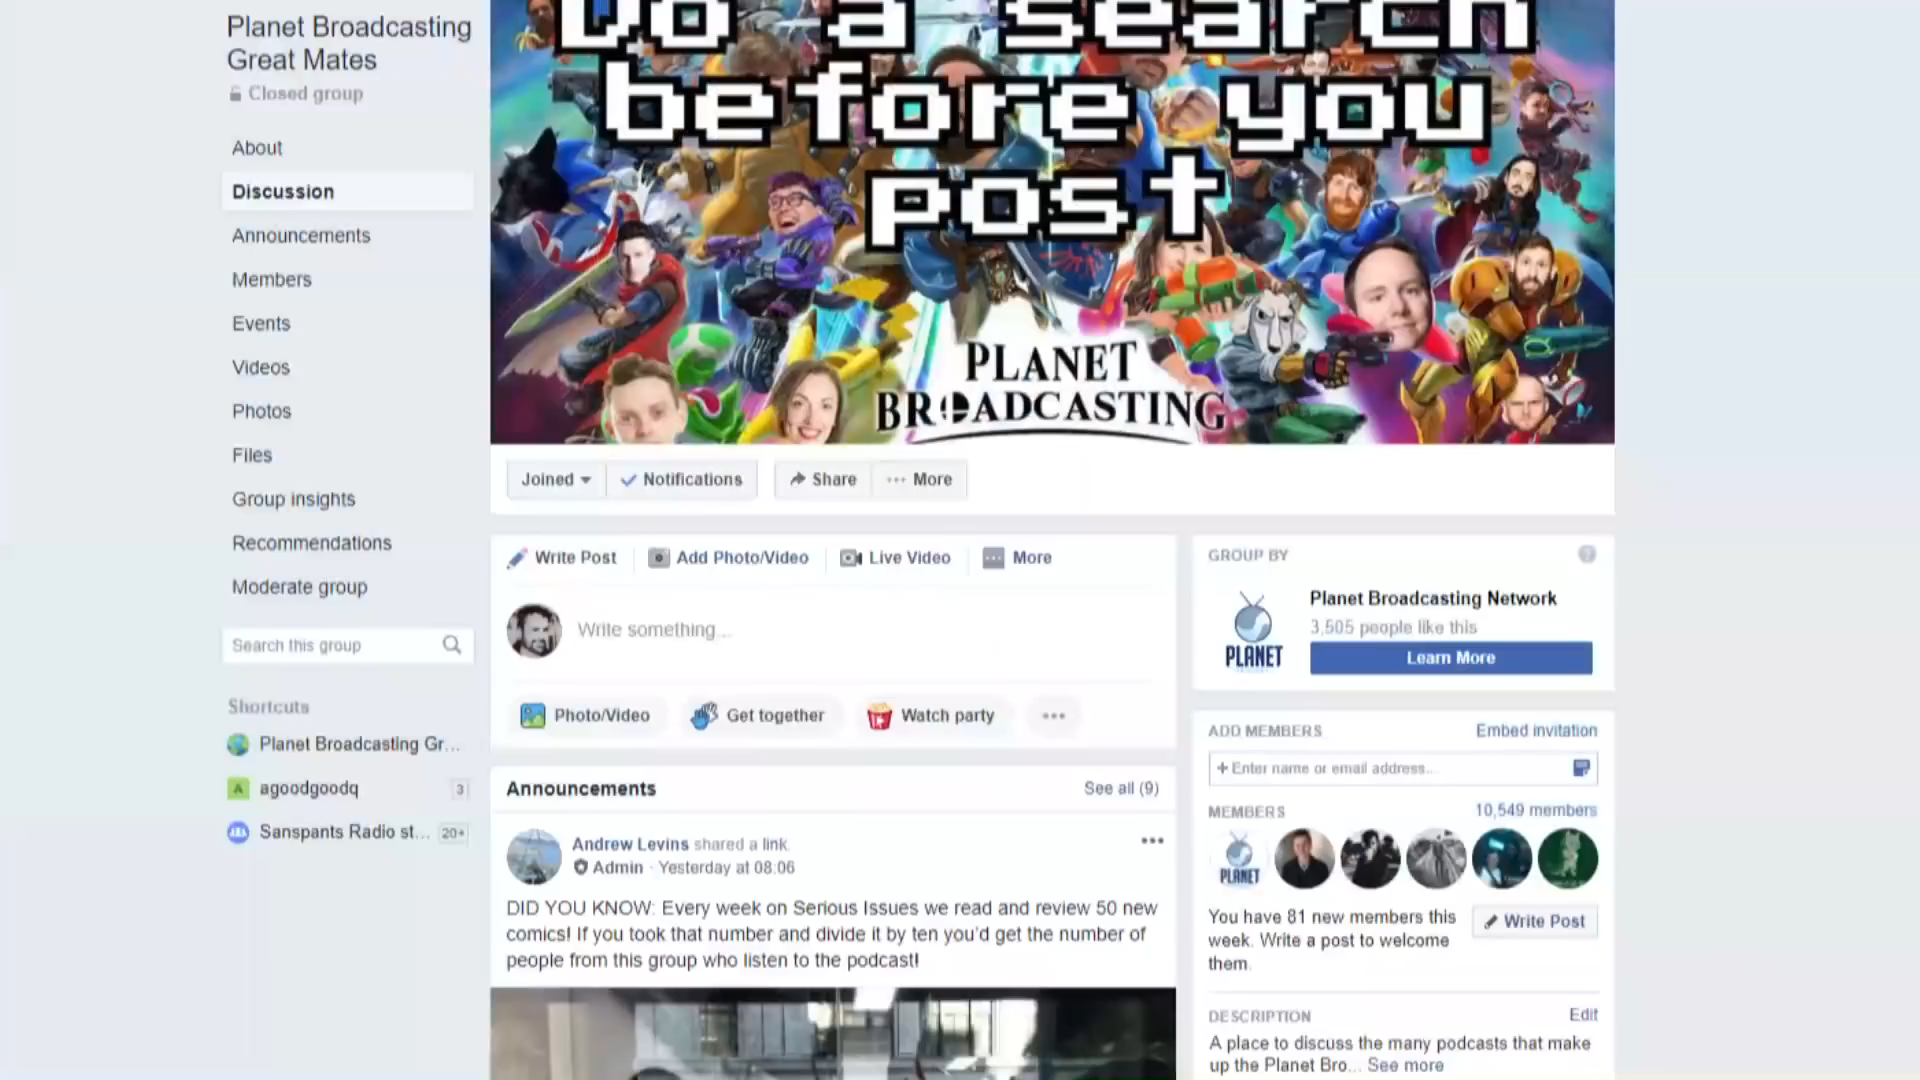 Planet Broadcasting
Great Mates
Closed group
About
Discussion
Announcements
Members
Events
Videos
Photos
Files
Group insights
Recommendations
Moderate group
Search this group
Shortcuts
Planet Broadcasting Gr...
agoodgoodq 3
Sanspants Radio st... 20+
Do a search
before you
post
PLANET
BROADCASTING
Joined
Notifications
Share
More
Write Post
Add Photo/Video
Live Video
More
Write something...
Photo/Video
Get together
Watch party
Announcements
See all (9)
Andrew Levins shared a link.
Admin · Yesterday at 08:06
DID YOU KNOW: Every week on Serious Issues we read and review 50 new
comics! If you took that number and divide it by ten you'd get the number of
people from this group who listen to the podcast!
GROUP BY
Planet Broadcasting Network
3,505 people like this
PLANET
Learn More
ADD MEMBERS
Embed invitation
+ Enter name or email address...
MEMBERS
10,549 members
PLANET
You have 81 new members this
week. Write a post to welcome
them.
Write Post
DESCRIPTION
Edit
A place to discuss the many podcasts that make
up the Planet Bro... See more